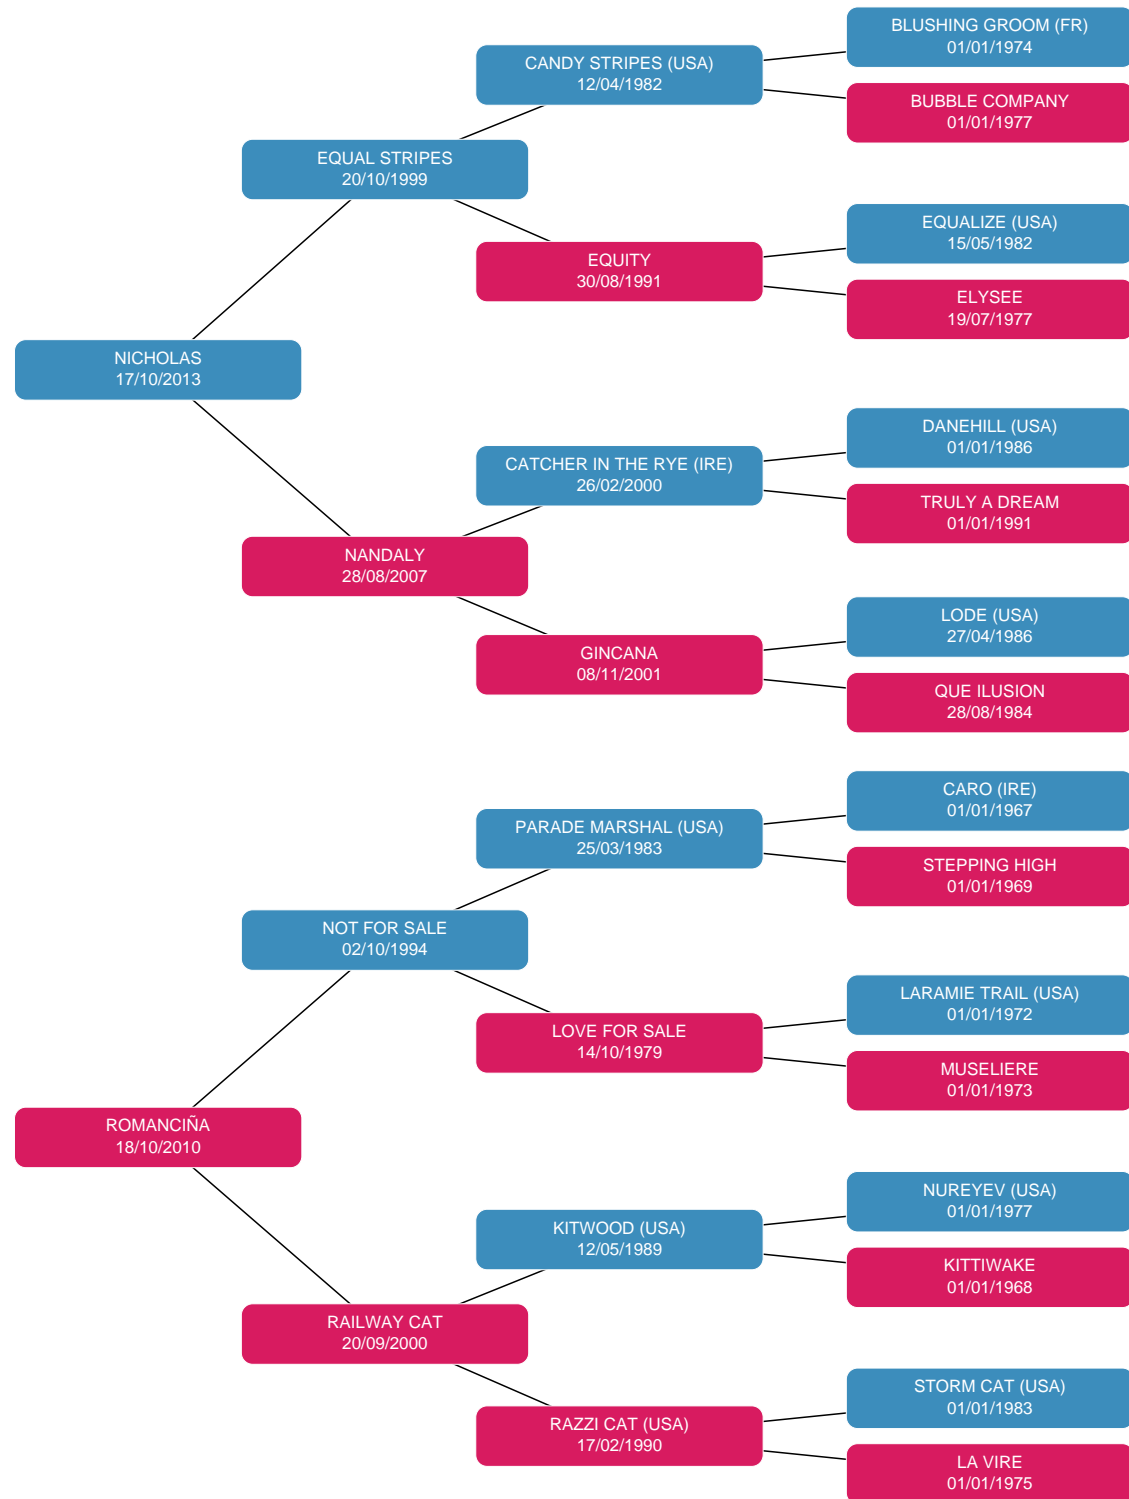 BLUSHING GROOM (FR)
01/01/1974
CANDY STRIPES (USA)
12/04/1982
BUBBLE COMPANY
01/01/1977
EQUAL STRIPES
20/10/1999
EQUALIZE (USA)
15/05/1982
EQUITY
30/08/1991
ELYSEE
19/07/1977
NICHOLAS
17/10/2013
DANEHILL (USA)
01/01/1986
CATCHER IN THE RYE (IRE)
26/02/2000
TRULY A DREAM
01/01/1991
NANDALY
28/08/2007
LODE (USA)
27/04/1986
GINCANA
08/11/2001
QUE ILUSION
28/08/1984
CARO (IRE)
01/01/1967
PARADE MARSHAL (USA)
25/03/1983
STEPPING HIGH
01/01/1969
NOT FOR SALE
02/10/1994
LARAMIE TRAIL (USA)
01/01/1972
LOVE FOR SALE
14/10/1979
MUSELIERE
01/01/1973
ROMANCIÑA
18/10/2010
NUREYEV (USA)
01/01/1977
KITWOOD (USA)
12/05/1989
KITTIWAKE
01/01/1968
RAILWAY CAT
20/09/2000
STORM CAT (USA)
01/01/1983
RAZZI CAT (USA)
17/02/1990
LA VIRE
01/01/1975